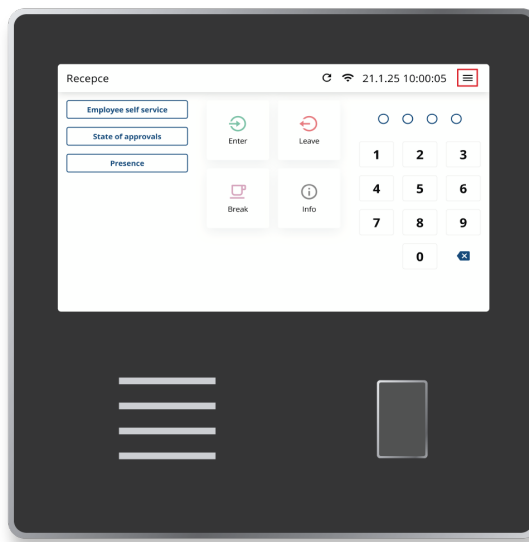 Recepce
21.1.25 10:00:05
Employee self service
State of approvals
Presence
Enter
Leave
Break
Info
1 2 3
4 5 6
7 8 9
0